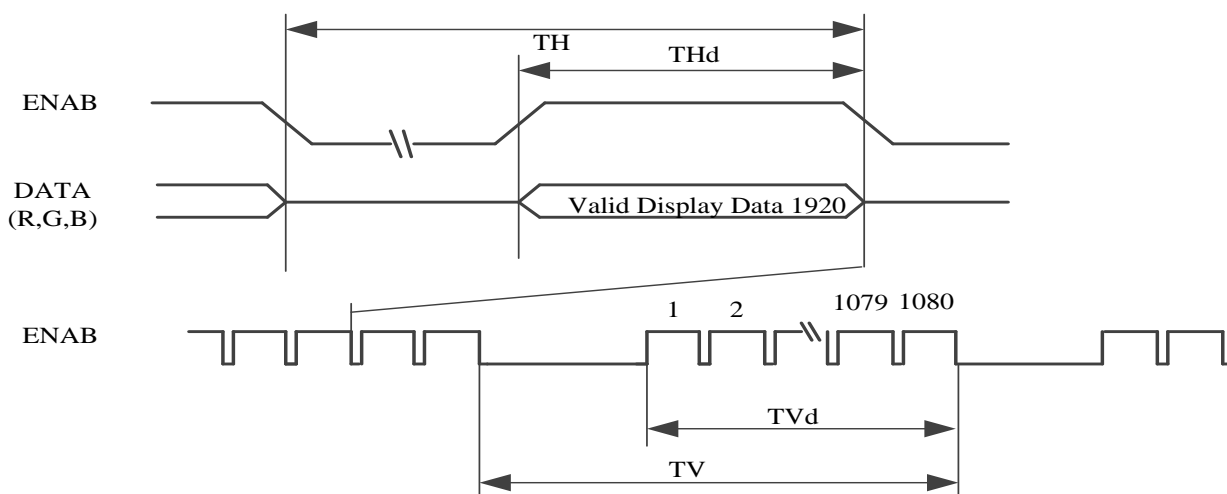 TH
THd
ENAB
DATA
(R,G,B)
Valid Display Data 1920
1 2 1079 1080
ENAB
TVd
TV